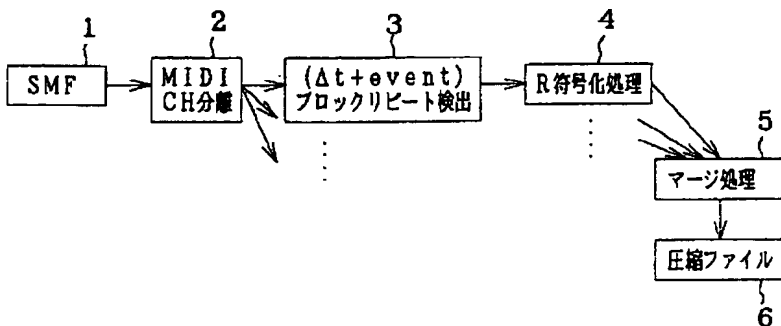 1
SMF
2
MIDI
CH分離
3
(Δt+event)
ブロックリピート検出
4
R符号化処理
5
マージ処理
圧縮ファイル
6